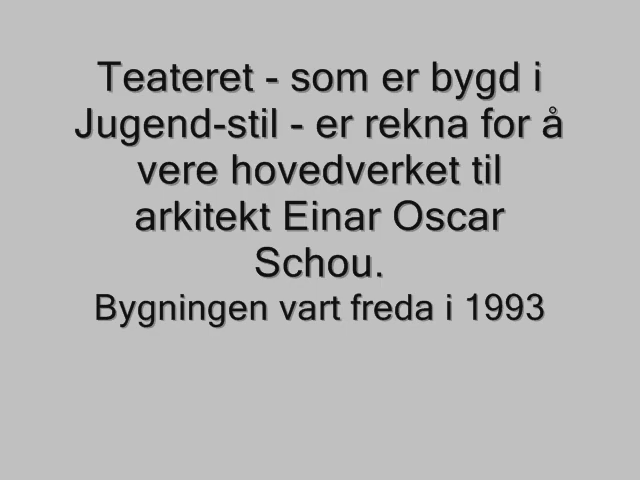 Teateret - som er bygd i
Jugend-stil - er rekna for å
vere hovedverket til
arkitekt Einar Oscar
Schou.
Bygningen vart freda i 1993